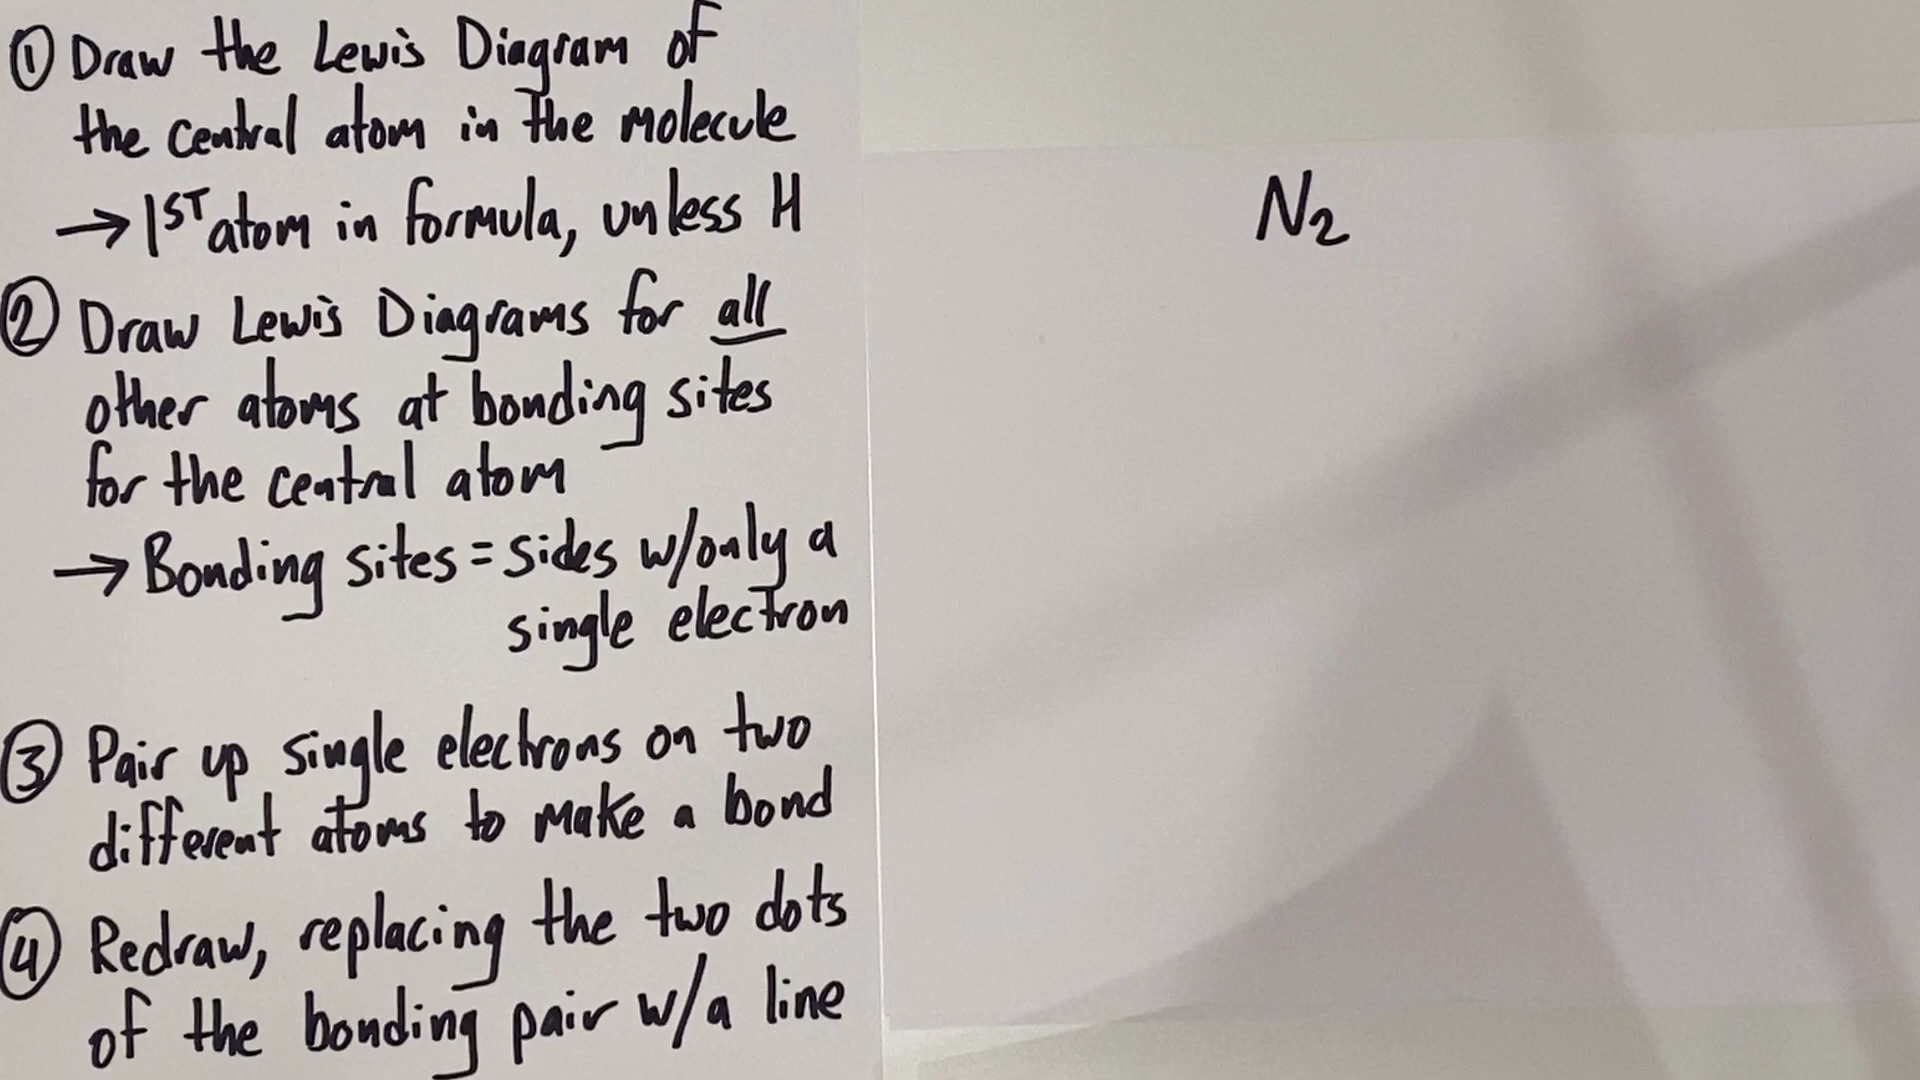 ① Draw the Lewis Diagram of
the central atom in the molecule
→ 1ST atom in formula, unless H
② Draw Lewis Diagrams for all
other atoms at bonding sites
for the central atom
→ Bonding sites = sides w/only a
single electron
③ Pair up single electrons on two
different atoms to make a bond
④ Redraw, replacing the two dots
of the bonding pair w/a line
N₂